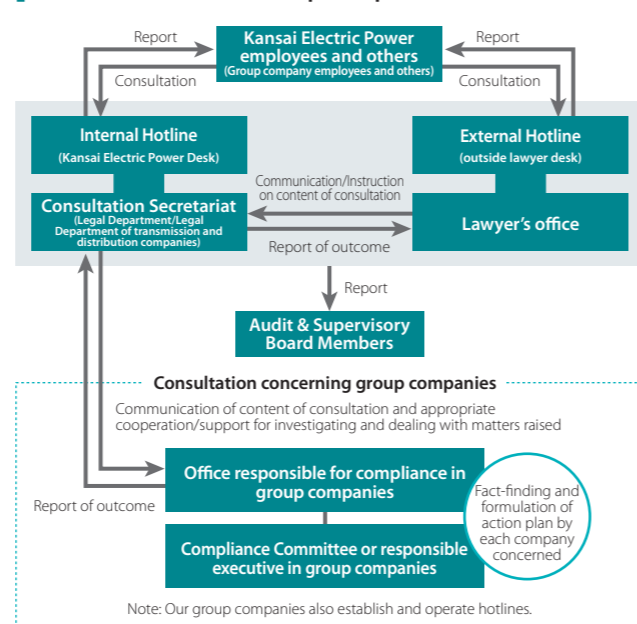 Report
Kansai Electric Power
employees and others
(Group company employees and others)
Report
Consultation
Consultation
Internal Hotline
(Kansai Electric Power Desk)
External Hotline
(outside lawyer desk)
Communication/Instruction
on content of consultation
Consultation Secretariat
(Legal Department/Legal
Department of transmission and
distribution companies)
Lawyer's office
Report of outcome
Report
Audit & Supervisory
Board Members
Consultation concerning group companies
Communication of content of consultation and appropriate
cooperation/support for investigating and dealing with matters raised
Office responsible for compliance in
group companies
Report of outcome
Fact-finding and
formulation of
action plan by
each company
concerned
Compliance Committee or responsible
executive in group companies
Note: Our group companies also establish and operate hotlines.